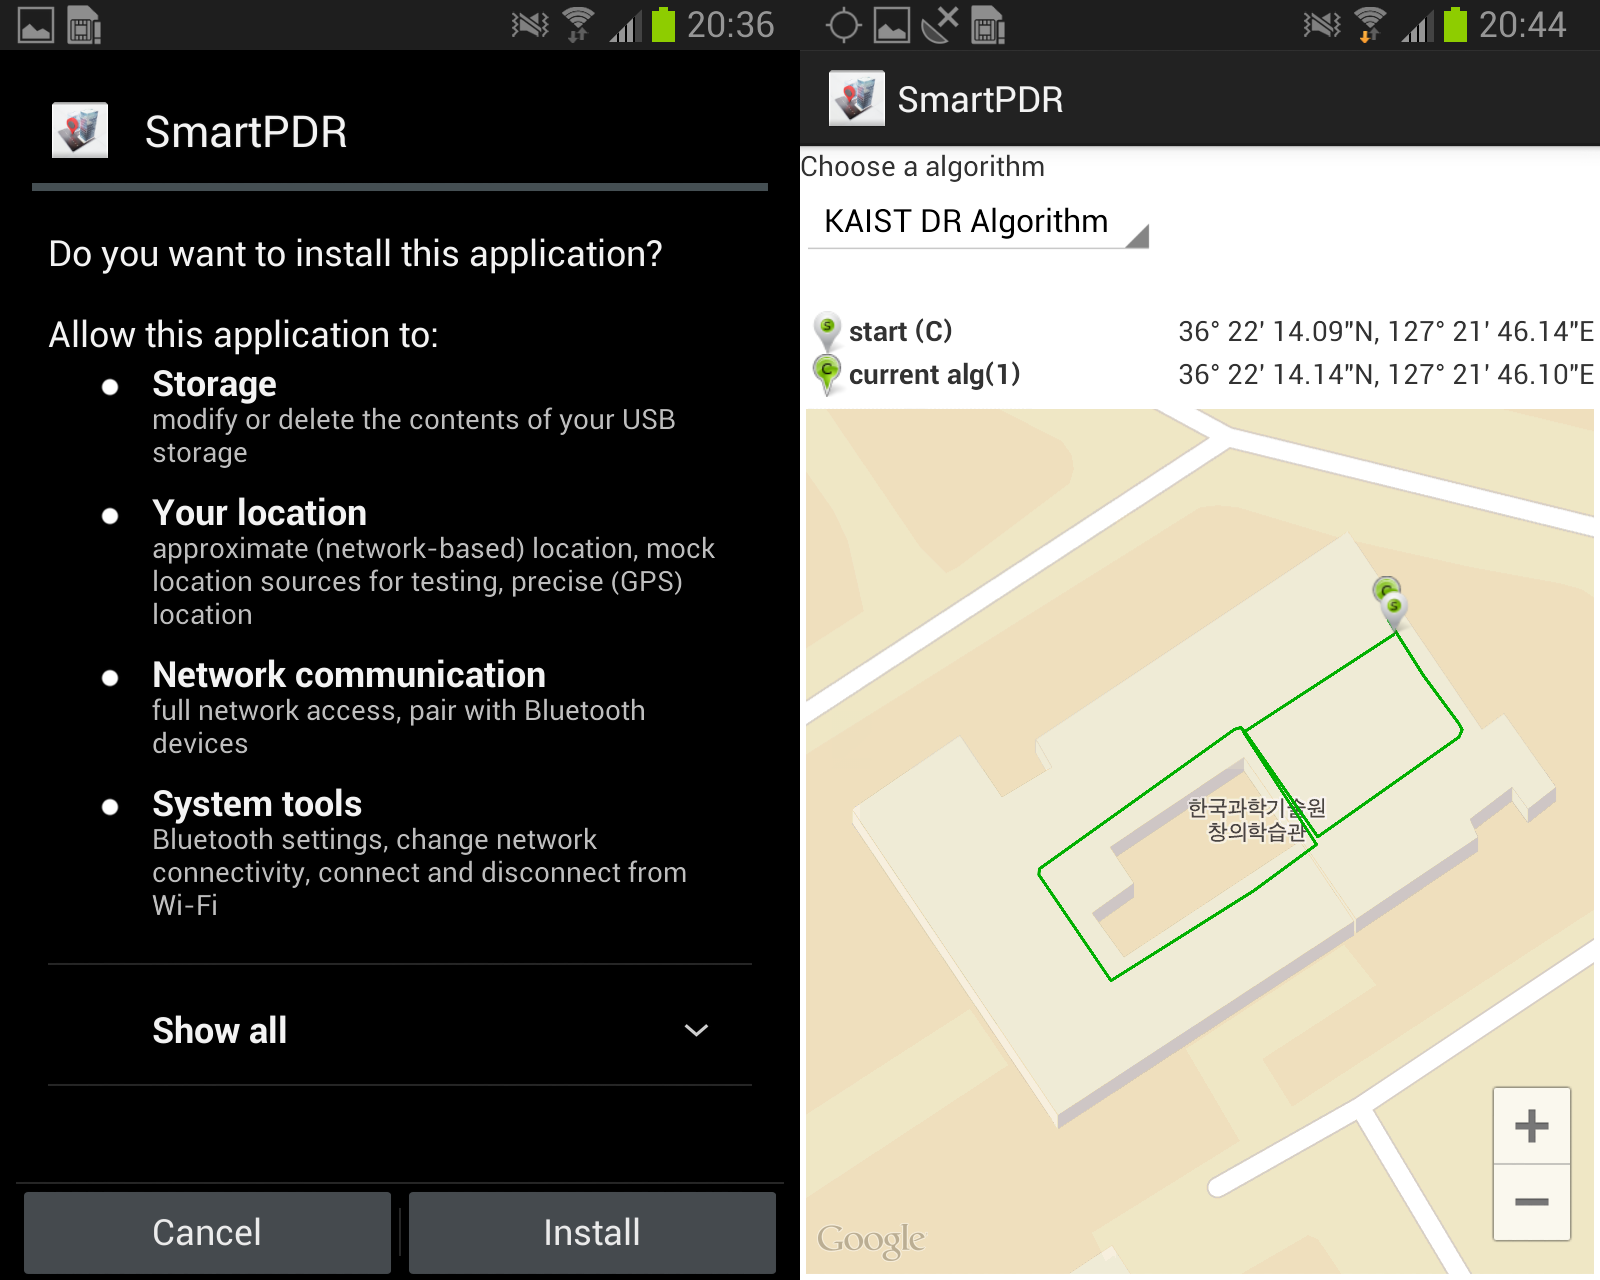 20:36
SmartPDR
Do you want to install this application?
Allow this application to:
Storage
modify or delete the contents of your USB
storage
Your location
approximate (network-based) location, mock
location sources for testing, precise (GPS)
location
Network communication
full network access, pair with Bluetooth
devices
System tools
Bluetooth settings, change network
connectivity, connect and disconnect from
Wi-Fi
Show all
Cancel
Install
20:44
SmartPDR
Choose a algorithm
KAIST DR Algorithm
S start (C) 36° 22' 14.09"N, 127° 21' 46.14"E
C current alg(1) 36° 22' 14.14"N, 127° 21' 46.10"E
C
S
한국과학기술원
창의학습관
+
−
Google